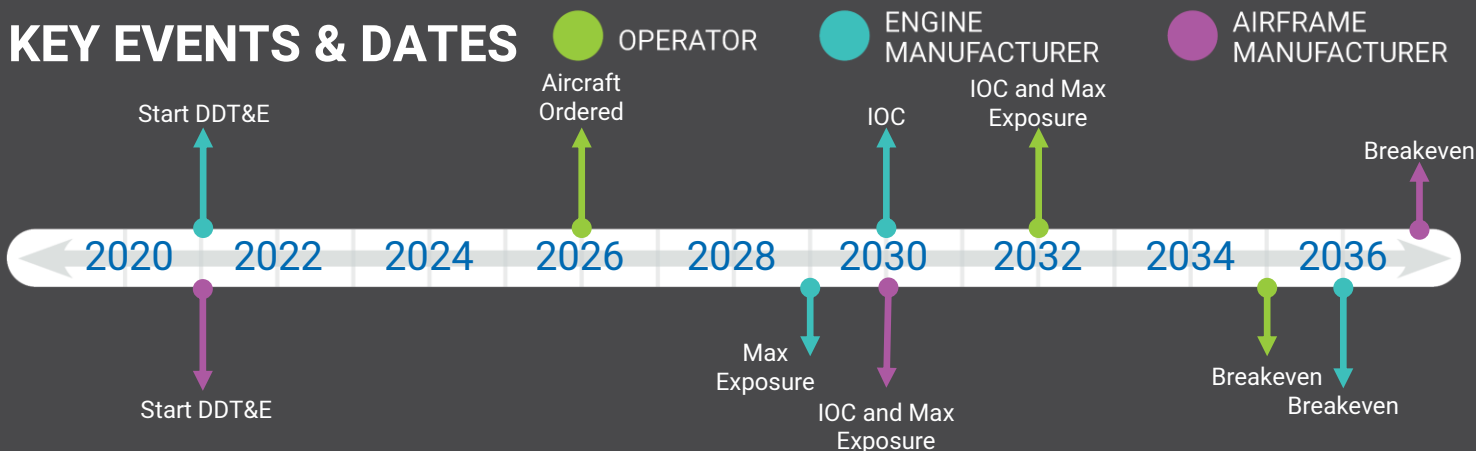 KEY EVENTS & DATES
OPERATOR
ENGINE
MANUFACTURER
AIRFRAME
MANUFACTURER
Start DDT&E
Aircraft
Ordered
IOC
IOC and Max
Exposure
Breakeven
2020 2022 2024 2026 2028 2030 2032 2034 2036
Start DDT&E
Max
Exposure
IOC and Max
Exposure
Breakeven
Breakeven